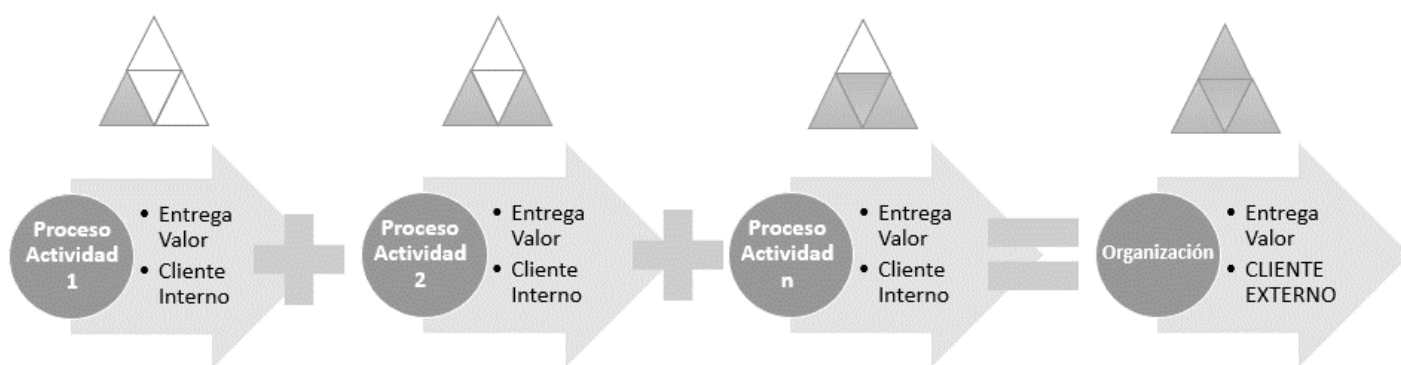 Proceso
Actividad
1
• Entrega
Valor
• Cliente
Interno
Proceso
Actividad
2
• Entrega
Valor
• Cliente
Interno
Proceso
Actividad
n
• Entrega
Valor
• Cliente
Interno
Organización
• Entrega
Valor
• CLIENTE
EXTERNO